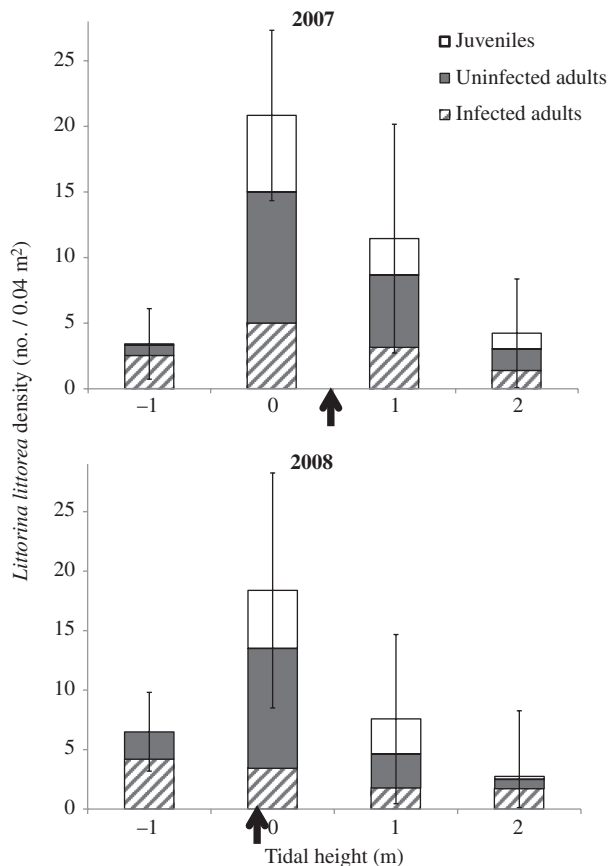 2007
Juveniles
Uninfected adults
Infected adults
25
20
15
10
5
0
−1 0 1 2
Littorina littorea density (no. / 0.04 m²)
2008
25
20
15
10
5
0
−1 0 1 2
Tidal height (m)